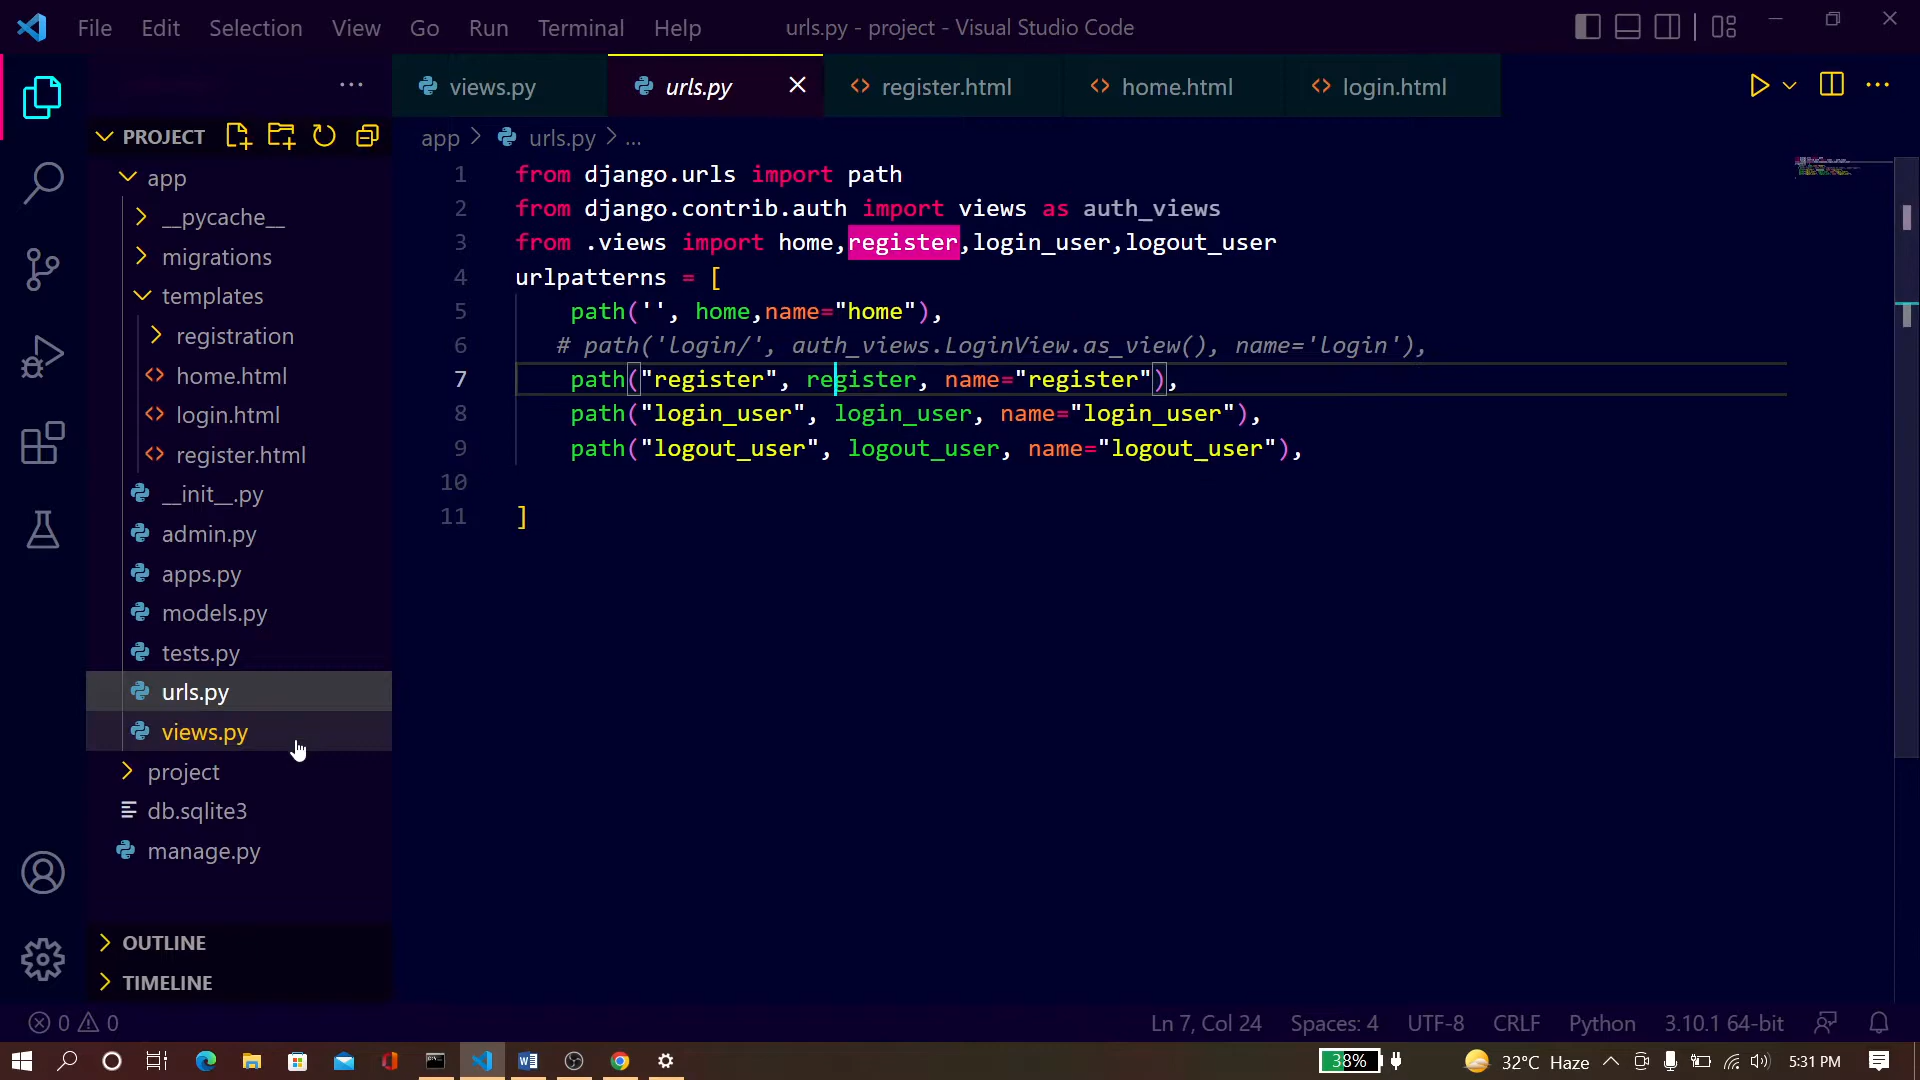 File Edit Selection View Go Run Terminal Help
urls.py - project - Visual Studio Code
views.py
urls.py
register.html
home.html
login.html
PROJECT
app
__pycache__
migrations
templates
registration
home.html
login.html
register.html
__init__.py
admin.py
apps.py
models.py
tests.py
urls.py
views.py
project
db.sqlite3
manage.py
OUTLINE
TIMELINE
app > urls.py > ...
1 from django.urls import path
2 from django.contrib.auth import views as auth_views
3 from .views import home,register,login_user,logout_user
4 urlpatterns = [
5 path('', home,name="home"),
6 # path('login/', auth_views.LoginView.as_view(), name='login'),
7 path("register", register, name="register"),
8 path("login_user", login_user, name="login_user"),
9 path("logout_user", logout_user, name="logout_user"),
10
11 ]
0 0
Ln 7, Col 24 Spaces: 4 UTF-8 CRLF Python 3.10.1 64-bit
38% 32°C Haze 5:31 PM